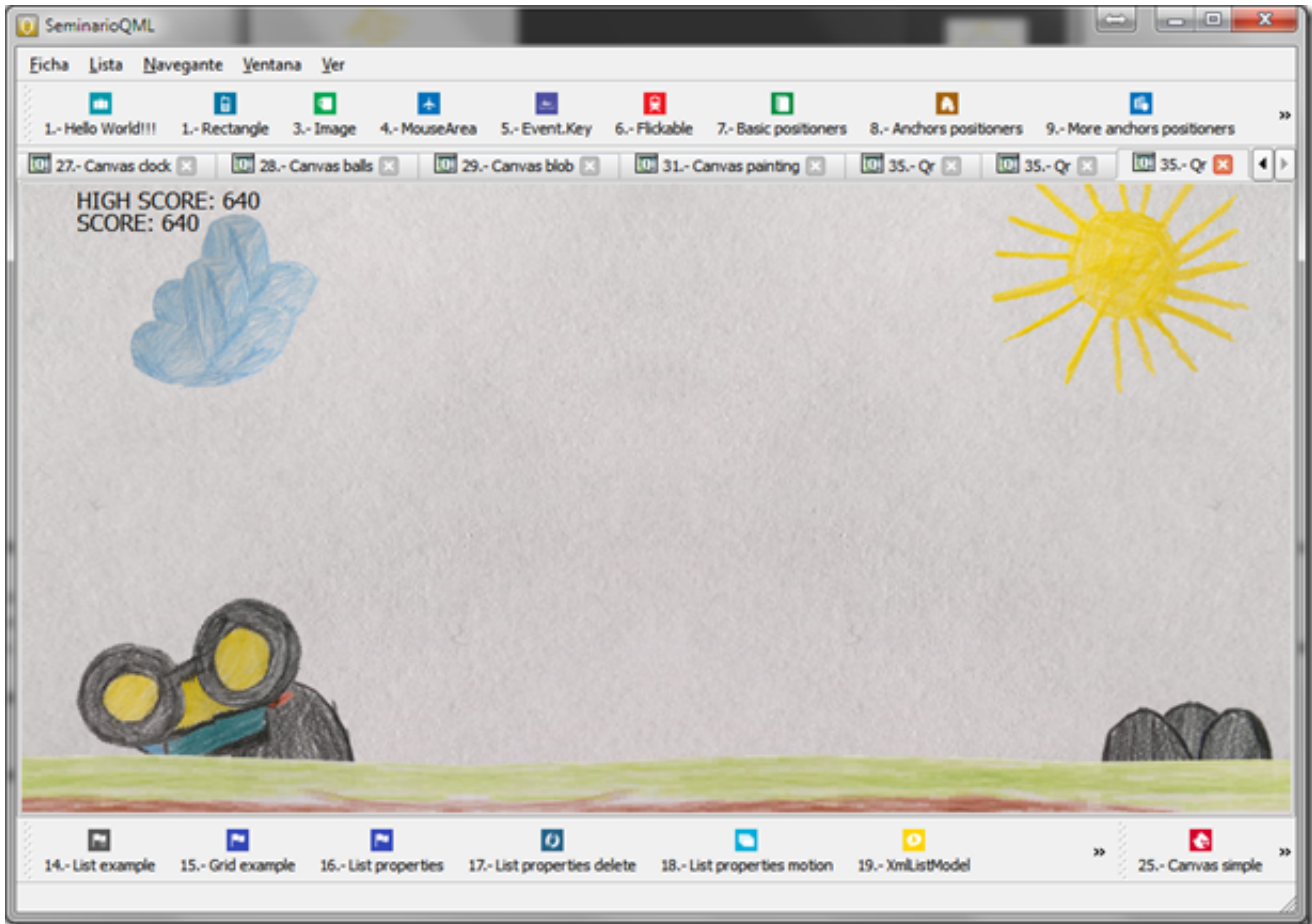 SeminarioQML
Ficha Lista Navegante Ventana Ver
1.- Hello World!!! 1.- Rectangle 3.- Image 4.- MouseArea 5.- Event.Key 6.- Flickable 7.- Basic positioners 8.- Anchors positioners 9.- More anchors positioners »
27.- Canvas clock 28.- Canvas balls 29.- Canvas blob 31.- Canvas painting 35.- Qr 35.- Qr 35.- Qr
HIGH SCORE: 640
SCORE: 640
14.- List example 15.- Grid example 16.- List properties 17.- List properties delete 18.- List properties motion 19.- XmlListModel » 25.- Canvas simple »